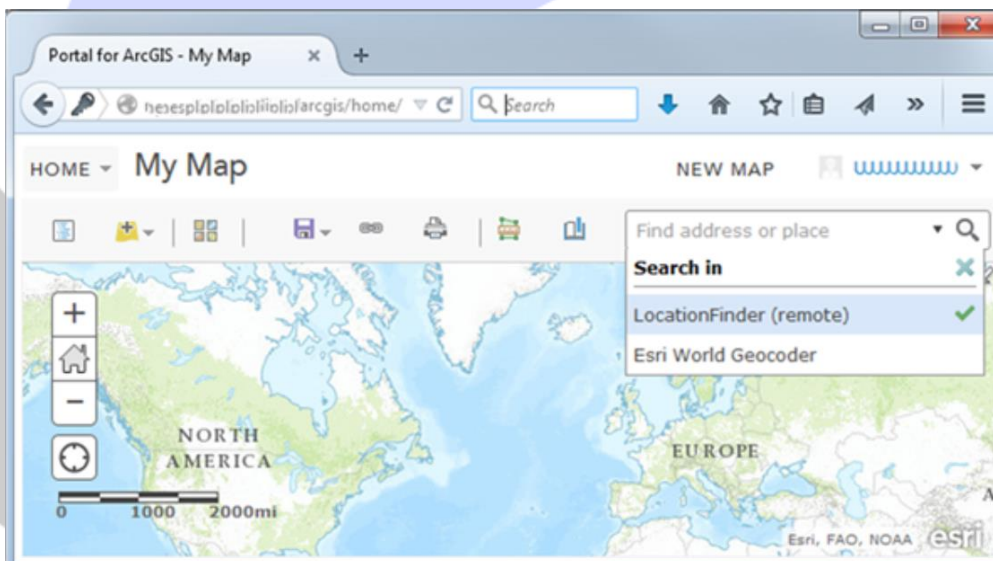 Portal for ArcGIS - My Map
arcgis/home/
Search
HOME My Map NEW MAP
Find address or place
Search in
LocationFinder (remote)
Esri World Geocoder
NORTH
AMERICA
EUROPE
0 1000 2000mi
Esri, FAO, NOAA esri